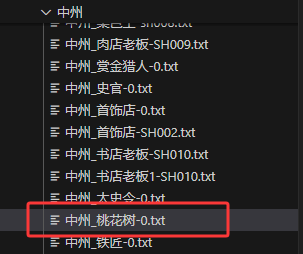 中州
中州_肉店老板-SH009.txt
中州_赏金猎人-0.txt
中州_史官-0.txt
中州_首饰店-0.txt
中州_首饰店-SH002.txt
中州_书店老板-SH010.txt
中州_书店老板1-SH010.txt
中州_太史令-0.txt
中州_桃花树-0.txt
中州_铁匠-0.txt